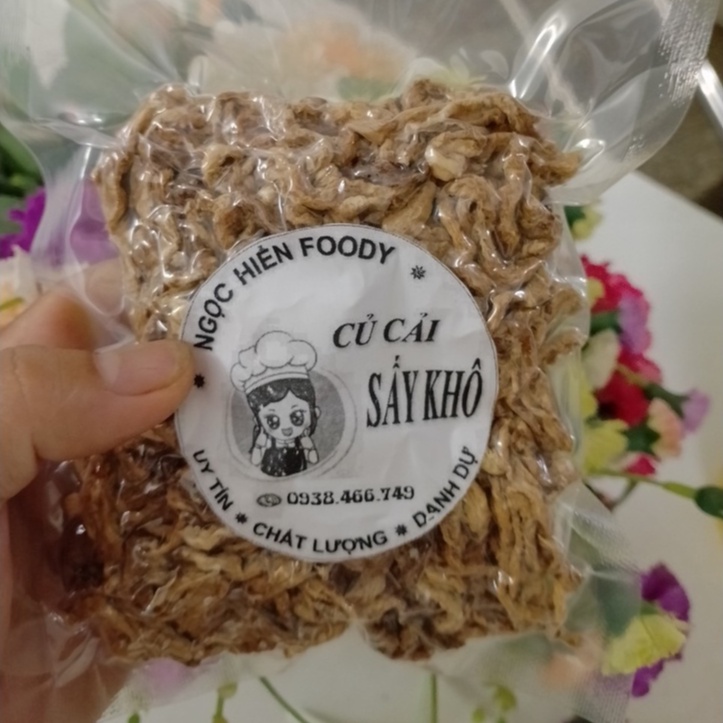 NGỌC HIỀN FOODY
CỦ CẢI
SẤY KHÔ
0938.466.749
UY TÍN * CHẤT LƯỢNG * DANH DỰ